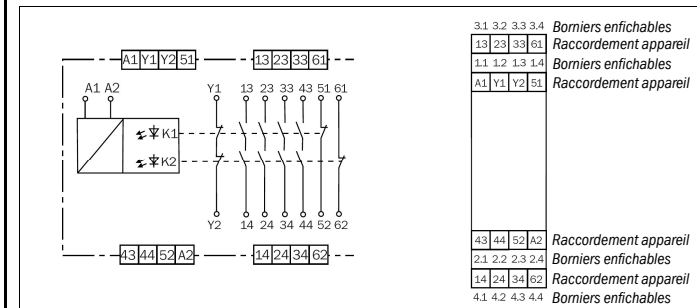 A1 Y1 Y2 51 13 23 33 61
A1 A2 Y1 13 23 33 43 51 61
K1
K2
Y2 14 24 34 44 52 62
43 44 52 A2 14 24 34 62
3.1 3.2 3.3 3.4 Borniers enfichables
13 23 33 61 Raccordement appareil
1.1 1.2 1.3 1.4 Borniers enfichables
A1 Y1 Y2 51 Raccordement appareil
43 44 52 A2 Raccordement appareil
2.1 2.2 2.3 2.4 Borniers enfichables
14 24 34 62 Raccordement appareil
4.1 4.2 4.3 4.4 Borniers enfichables